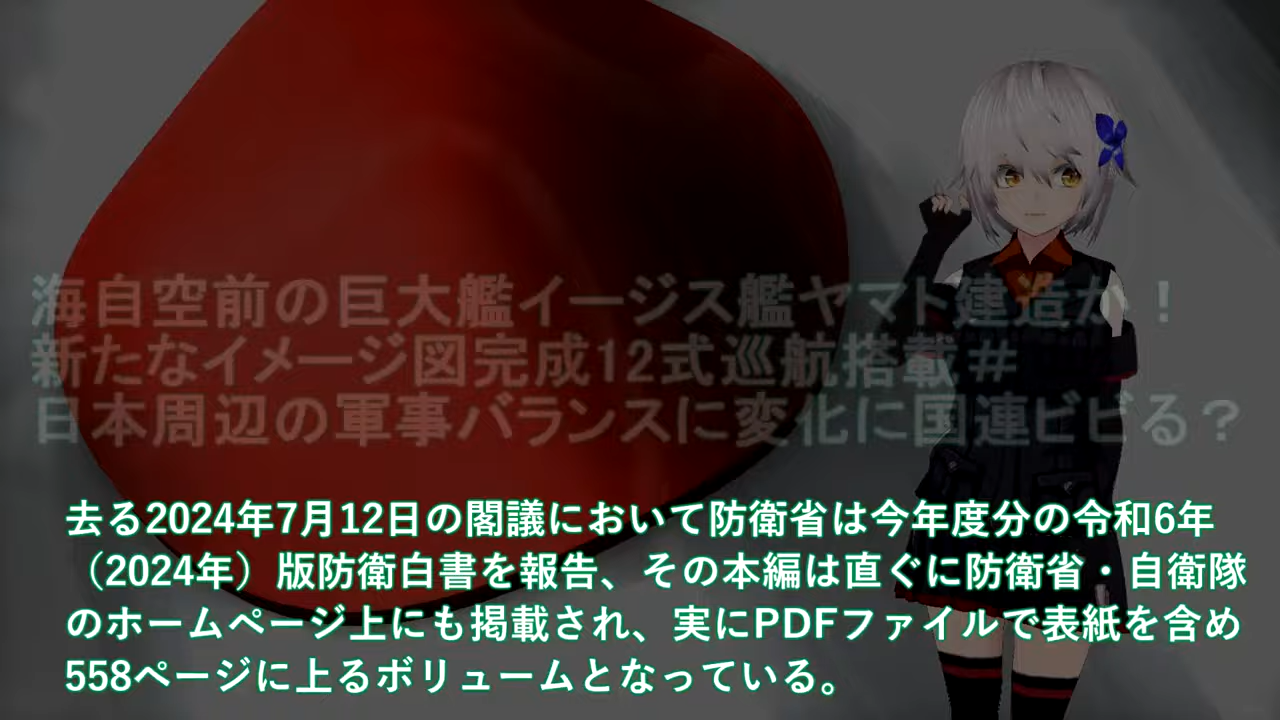 海自空前の巨大艦イージス艦ヤマト建造か！
新たなイメージ図完成12式巡航搭載＃
日本周辺の軍事バランスに変化に国連ビビる？
去る2024年7月12日の閣議において防衛省は今年度分の令和6年
（2024年）版防衛白書を報告、その本編は直ぐに防衛省・自衛隊
のホームページ上にも掲載され、実にPDFファイルで表紙を含め
558ページに上るボリュームとなっている。